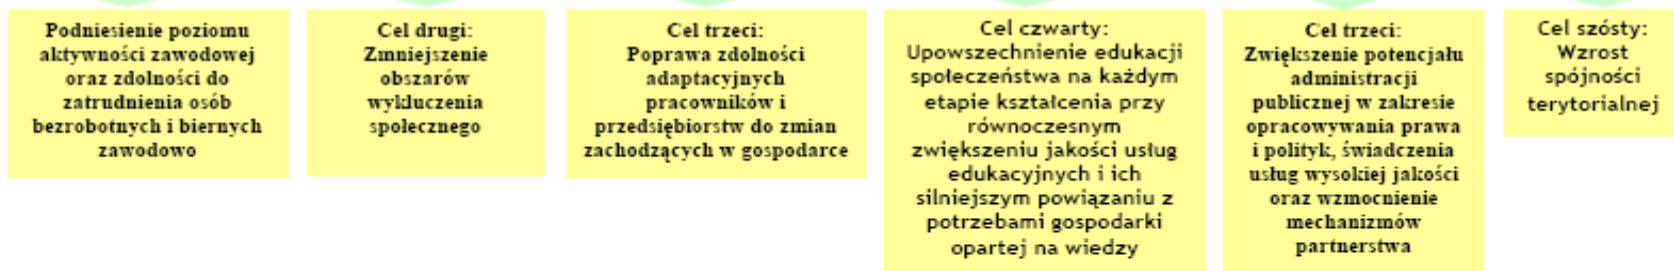 Podniesienie poziomu
aktywności zawodowej
oraz zdolności do
zatrudnienia osób
bezrobotnych i biernych
zawodowo
Cel drugi:
Zmniejszenie
obszarów
wykluczenia
społecznego
Cel trzeci:
Poprawa zdolności
adaptacyjnych
pracowników i
przedsiębiorstw do zmian
zachodzących w gospodarce
Cel czwarty:
Upowszechnienie edukacji
społeczeństwa na każdym
etapie kształcenia przy
równoczesnym
zwiększeniu jakości usług
edukacyjnych i ich
silniejszym powiązaniu z
potrzebami gospodarki
opartej na wiedzy
Cel trzeci:
Zwiększenie potencjału
administracji
publicznej w zakresie
opracowywania prawa
i polityk, świadczenia
usług wysokiej jakości
oraz wzmocnienie
mechanizmów
partnerstwa
Cel szósty:
Wzrost
spójności
terytorialnej